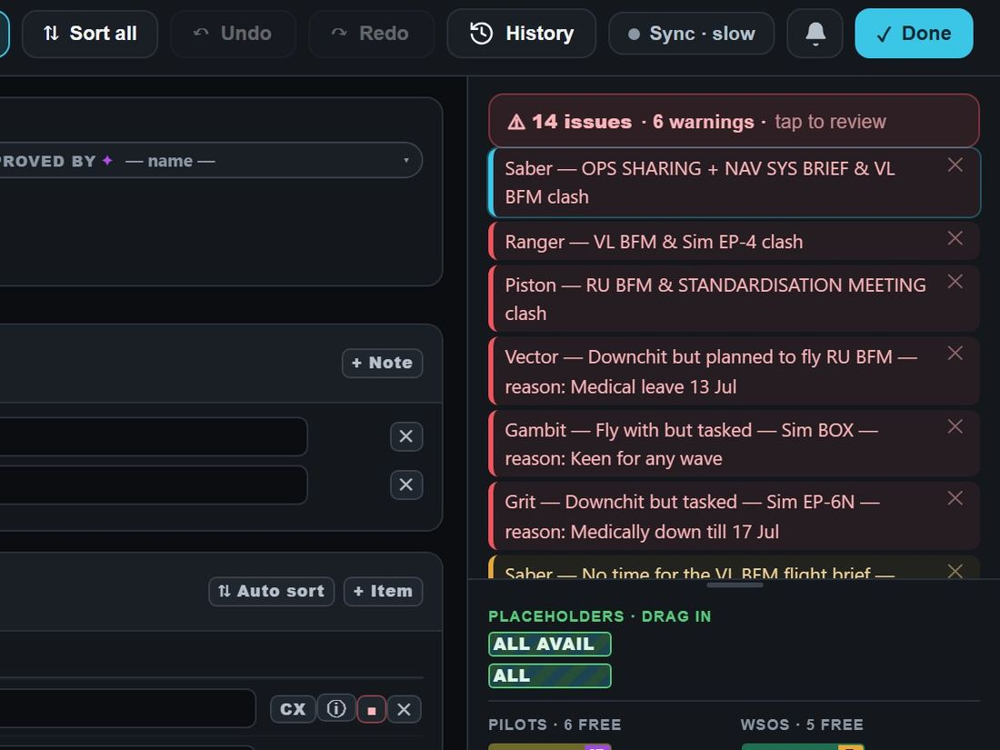 ⇅ Sort all
Undo
Redo
History
Sync · slow
✓ Done
⚠ 14 issues · 6 warnings · tap to review
Saber — OPS SHARING + NAV SYS BRIEF & VL
BFM clash
Ranger — VL BFM & Sim EP-4 clash
Piston — RU BFM & STANDARDISATION MEETING
clash
Vector — Downchit but planned to fly RU BFM —
reason: Medical leave 13 Jul
Gambit — Fly with but tasked — Sim BOX —
reason: Keen for any wave
Grit — Downchit but tasked — Sim EP-6N —
reason: Medically down till 17 Jul
Saber — No time for the VL BFM flight brief —
PROVED BY ✦ — name —
+ Note
⇅ Auto sort
+ Item
CX
PLACEHOLDERS · DRAG IN
ALL AVAIL
ALL
PILOTS · 6 FREE
WSOS · 5 FREE